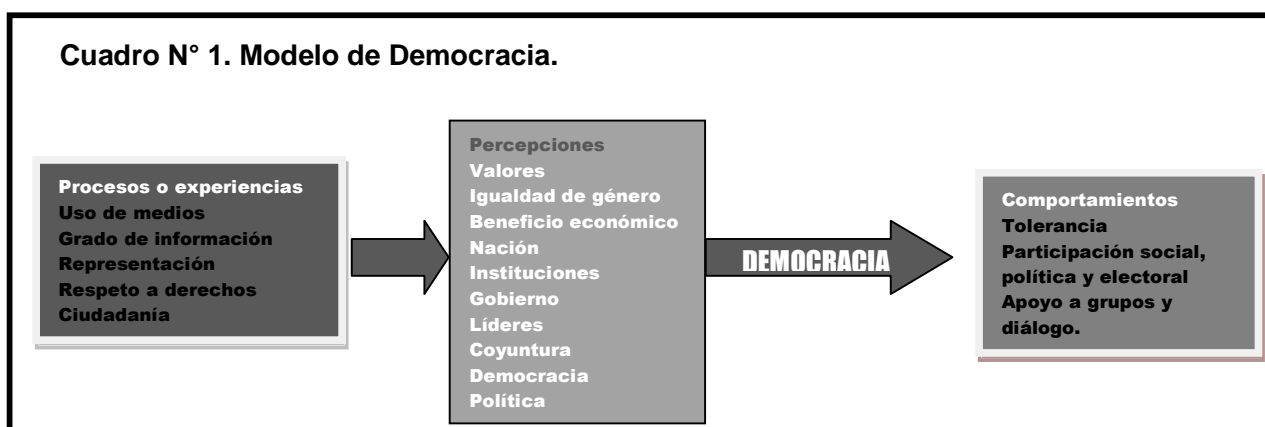 Cuadro N° 1. Modelo de Democracia.
Procesos o experiencias
Uso de medios
Grado de información
Representación
Respeto a derechos
Ciudadanía
Percepciones
Valores
Igualdad de género
Beneficio económico
Nación
Instituciones
Gobierno
Líderes
Coyuntura
Democracia
Política
DEMOCRACIA
Comportamientos
Tolerancia
Participación social,
política y electoral
Apoyo a grupos y
diálogo.